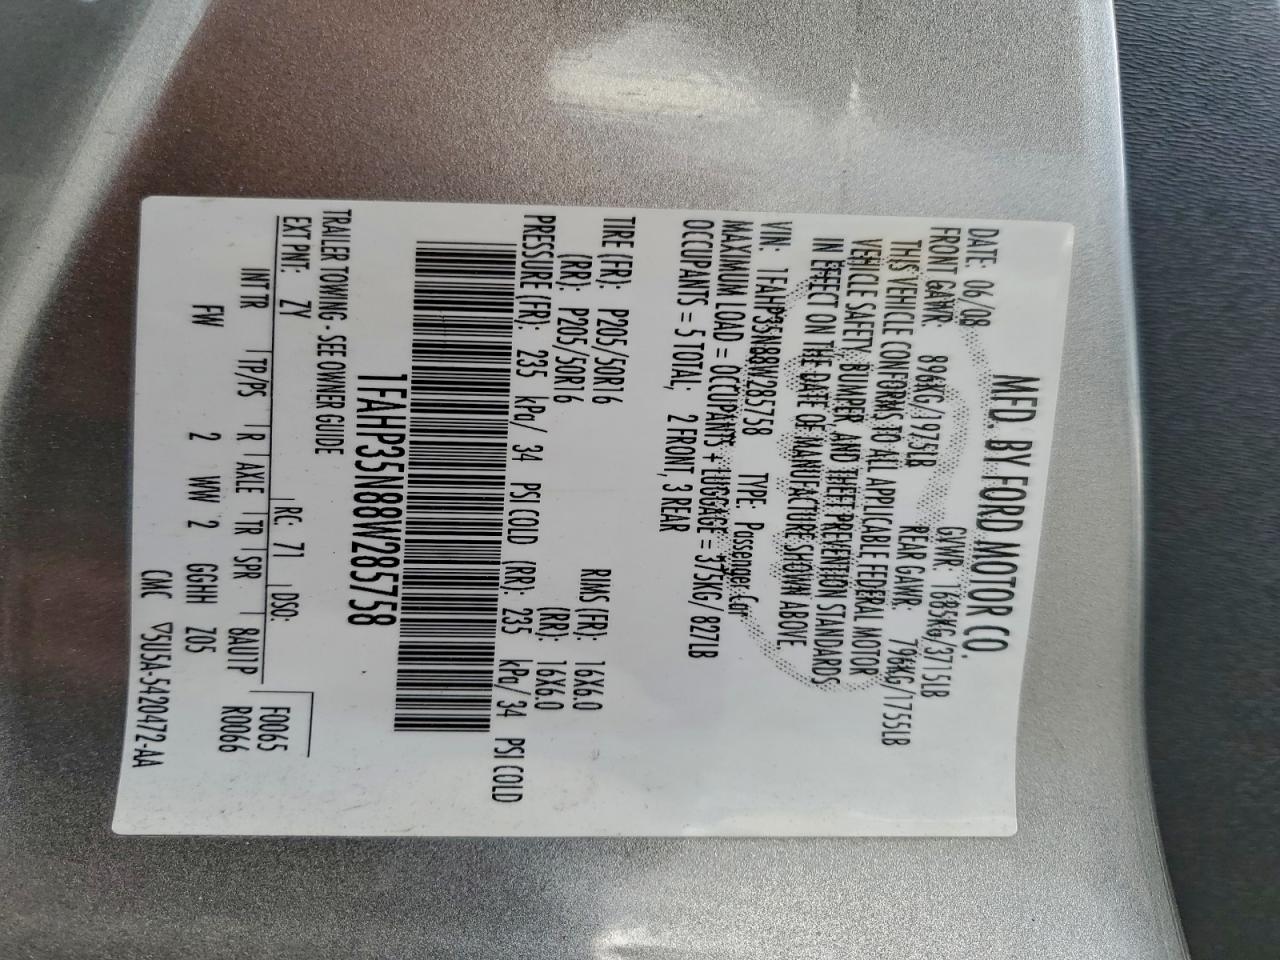 MFD. BY FORD MOTOR CO.
DATE: 06/08 GVWR: 1685KG/3715LB
FRONT GAWR: 896KG/1975LB REAR GAWR: 796KG/1755LB
THIS VEHICLE CONFORMS TO ALL APPLICABLE FEDERAL MOTOR
VEHICLE SAFETY, BUMPER, AND THEFT PREVENTION STANDARDS
IN EFFECT ON THE DATE OF MANUFACTURE SHOWN ABOVE.
VIN: 1FAHP35N88W285758 TYPE: Passenger Car
MAXIMUM LOAD = OCCUPANTS + LUGGAGE = 375KG/ 827LB
OCCUPANTS = 5 TOTAL, 2 FRONT, 3 REAR
TIRE (FR): P205/50R16 RIMS (FR): 16X6.0
(RR): P205/50R16 (RR): 16X6.0
PRESSURE (FR): 235 kPa/ 34 PSI COLD (RR): 235 kPa/ 34 PSI COLD
1FAHP35N88W285758
TRAILER TOWING - SEE OWNER GUIDE
EXT PNT: ZY RC: 71 DSO: F0065
INT TR TP/PS R AXLE TR SPR 8AUTP R0066
FW 2 2 WW 2 GGHH Z05
CMC ▽5U5A-5420472-AA